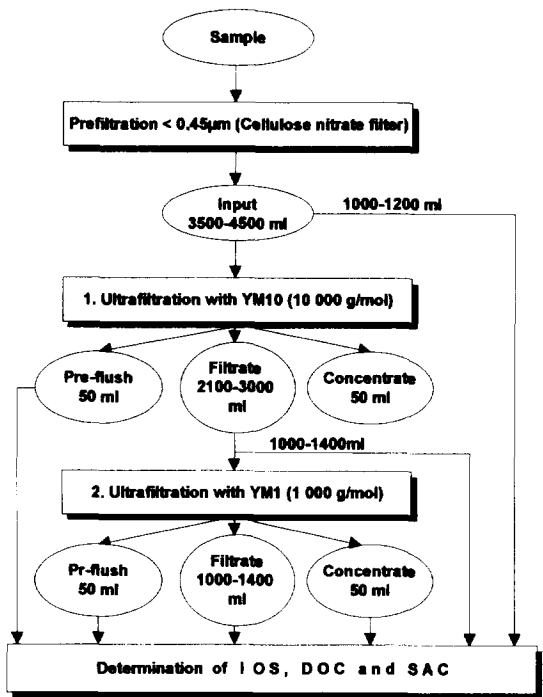 Sample
Prefiltration < 0,45µm (Cellulose nitrate filter)
Input
3500-4500 ml
1000-1200 ml
1. Ultrafiltration with YM10 (10 000 g/mol)
Pre-flush
50 ml
Filtrate
2100-3000
ml
Concentrate
50 ml
1000-1400ml
2. Ultrafiltration with YM1 (1 000 g/mol)
Pr-flush
50 ml
Filtrate
1000-1400
ml
Concentrate
50 ml
Determination of I OS, DOC and SAC